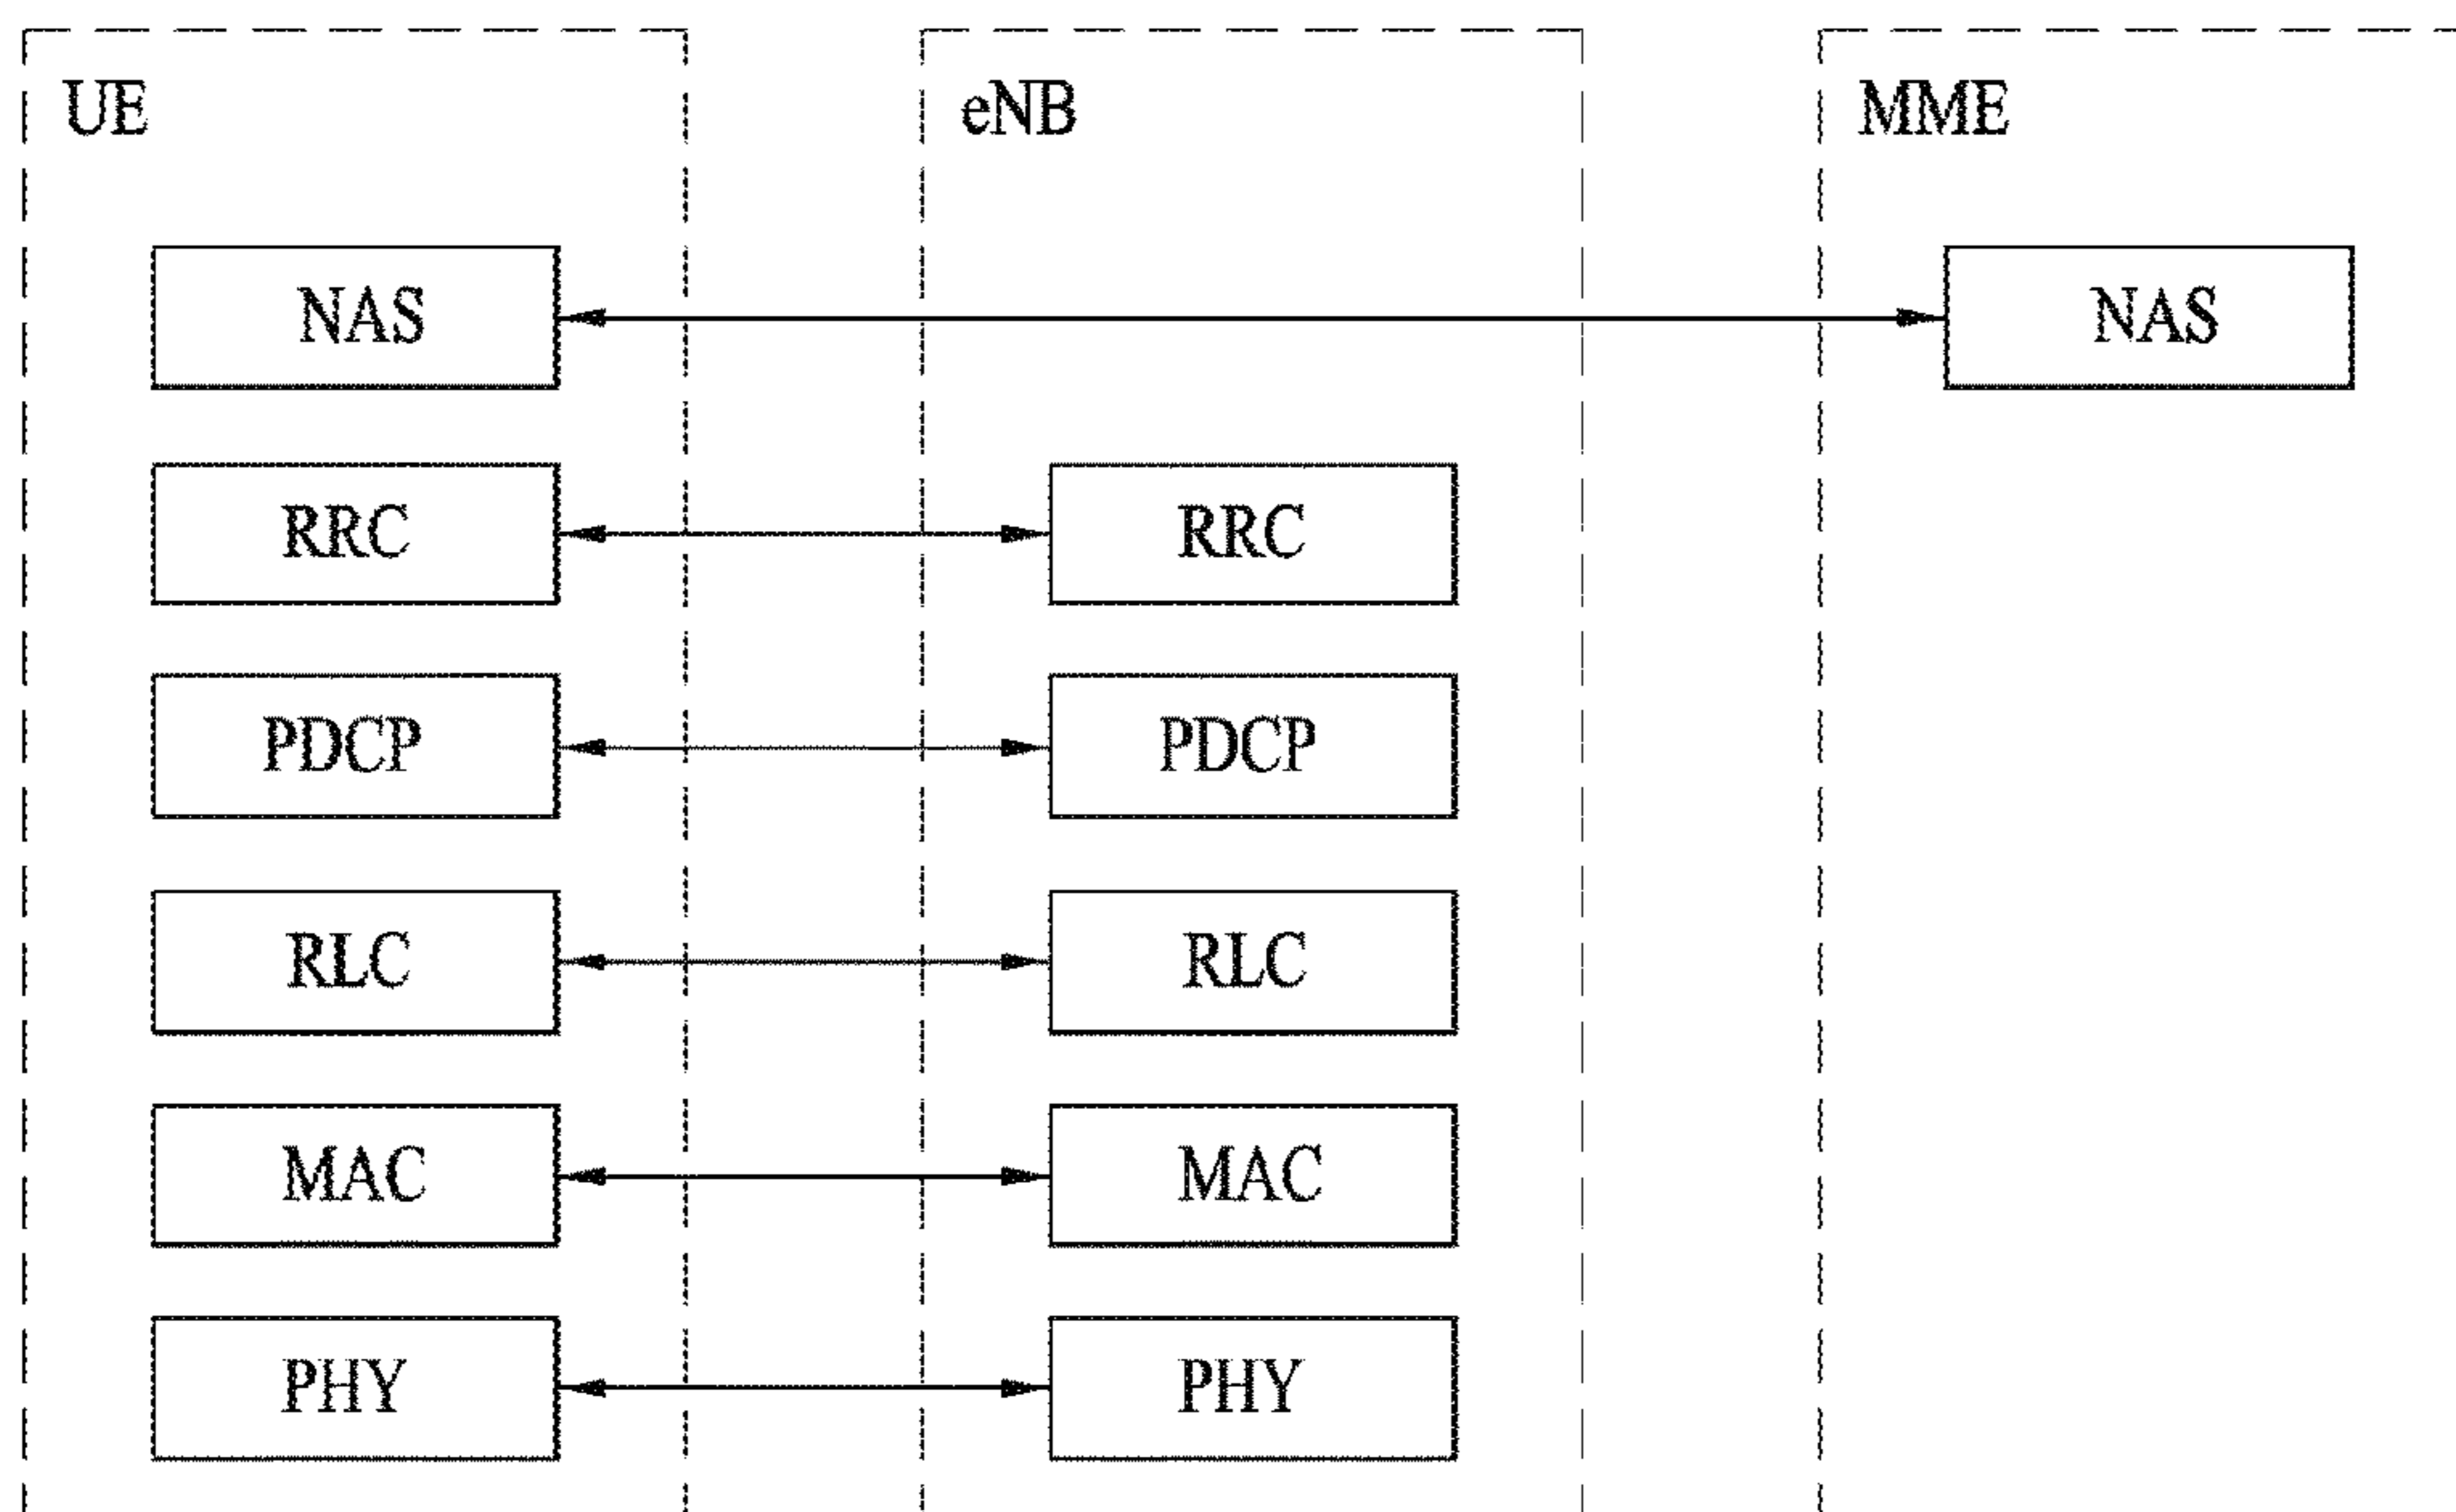 UE eNB MME
NAS NAS
RRC RRC
PDCP PDCP
RLC RLC
MAC MAC
PHY PHY